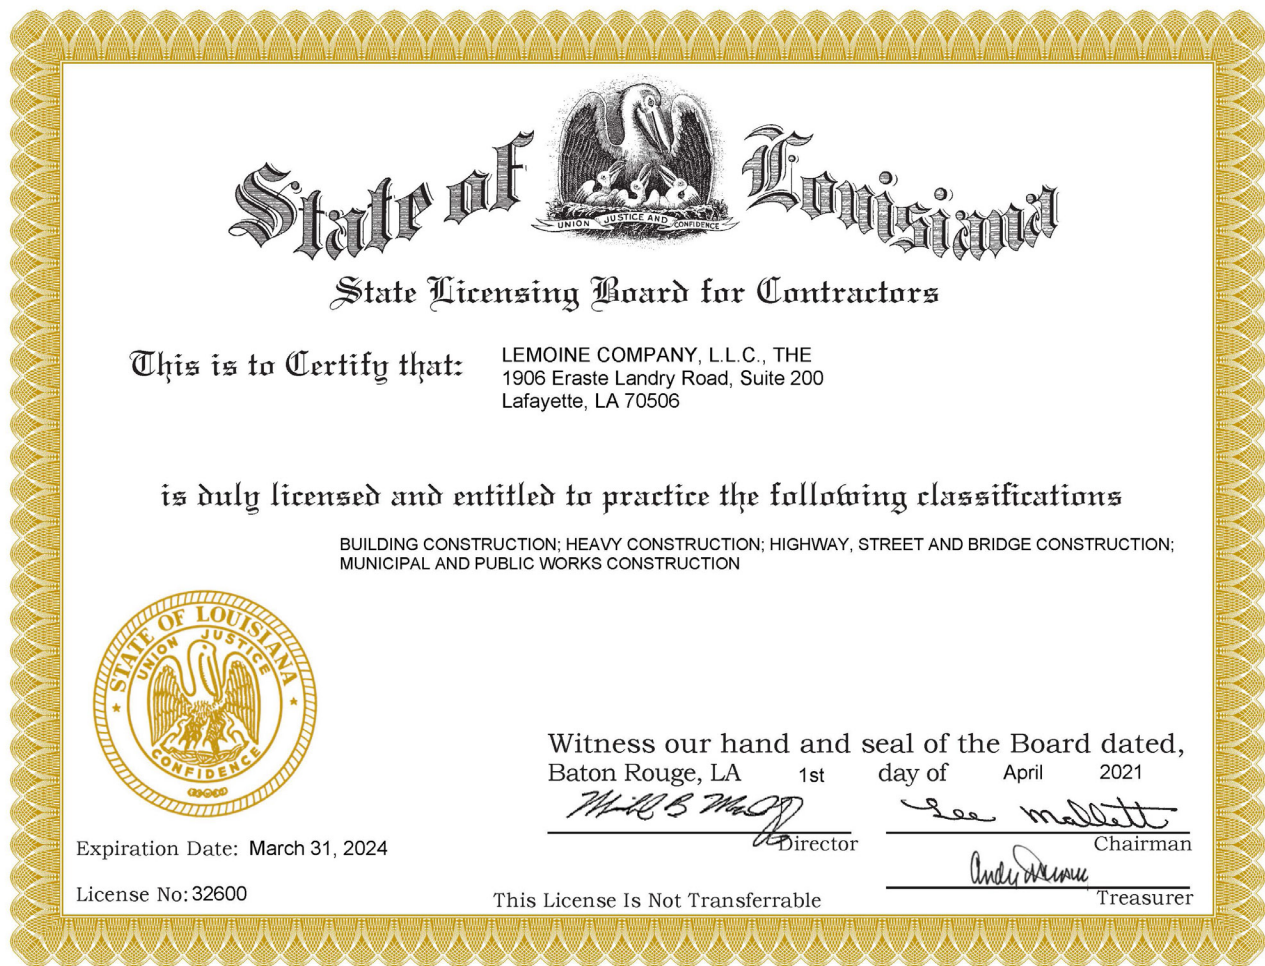 State of Louisiana
UNION JUSTICE AND CONFIDENCE
State Licensing Board for Contractors
This is to Certify that:
LEMOINE COMPANY, L.L.C., THE
1906 Eraste Landry Road, Suite 200
Lafayette, LA 70506
is duly licensed and entitled to practice the following classifications
BUILDING CONSTRUCTION; HEAVY CONSTRUCTION; HIGHWAY, STREET AND BRIDGE CONSTRUCTION;
MUNICIPAL AND PUBLIC WORKS CONSTRUCTION
STATE OF LOUISIANA
UNION JUSTICE
CONFIDENCE
Witness our hand and seal of the Board dated,
Baton Rouge, LA 1st day of April 2021
Lee Mallett
Director
Chairman
Expiration Date: March 31, 2024
Andy
Treasurer
License No: 32600
This License Is Not Transferrable